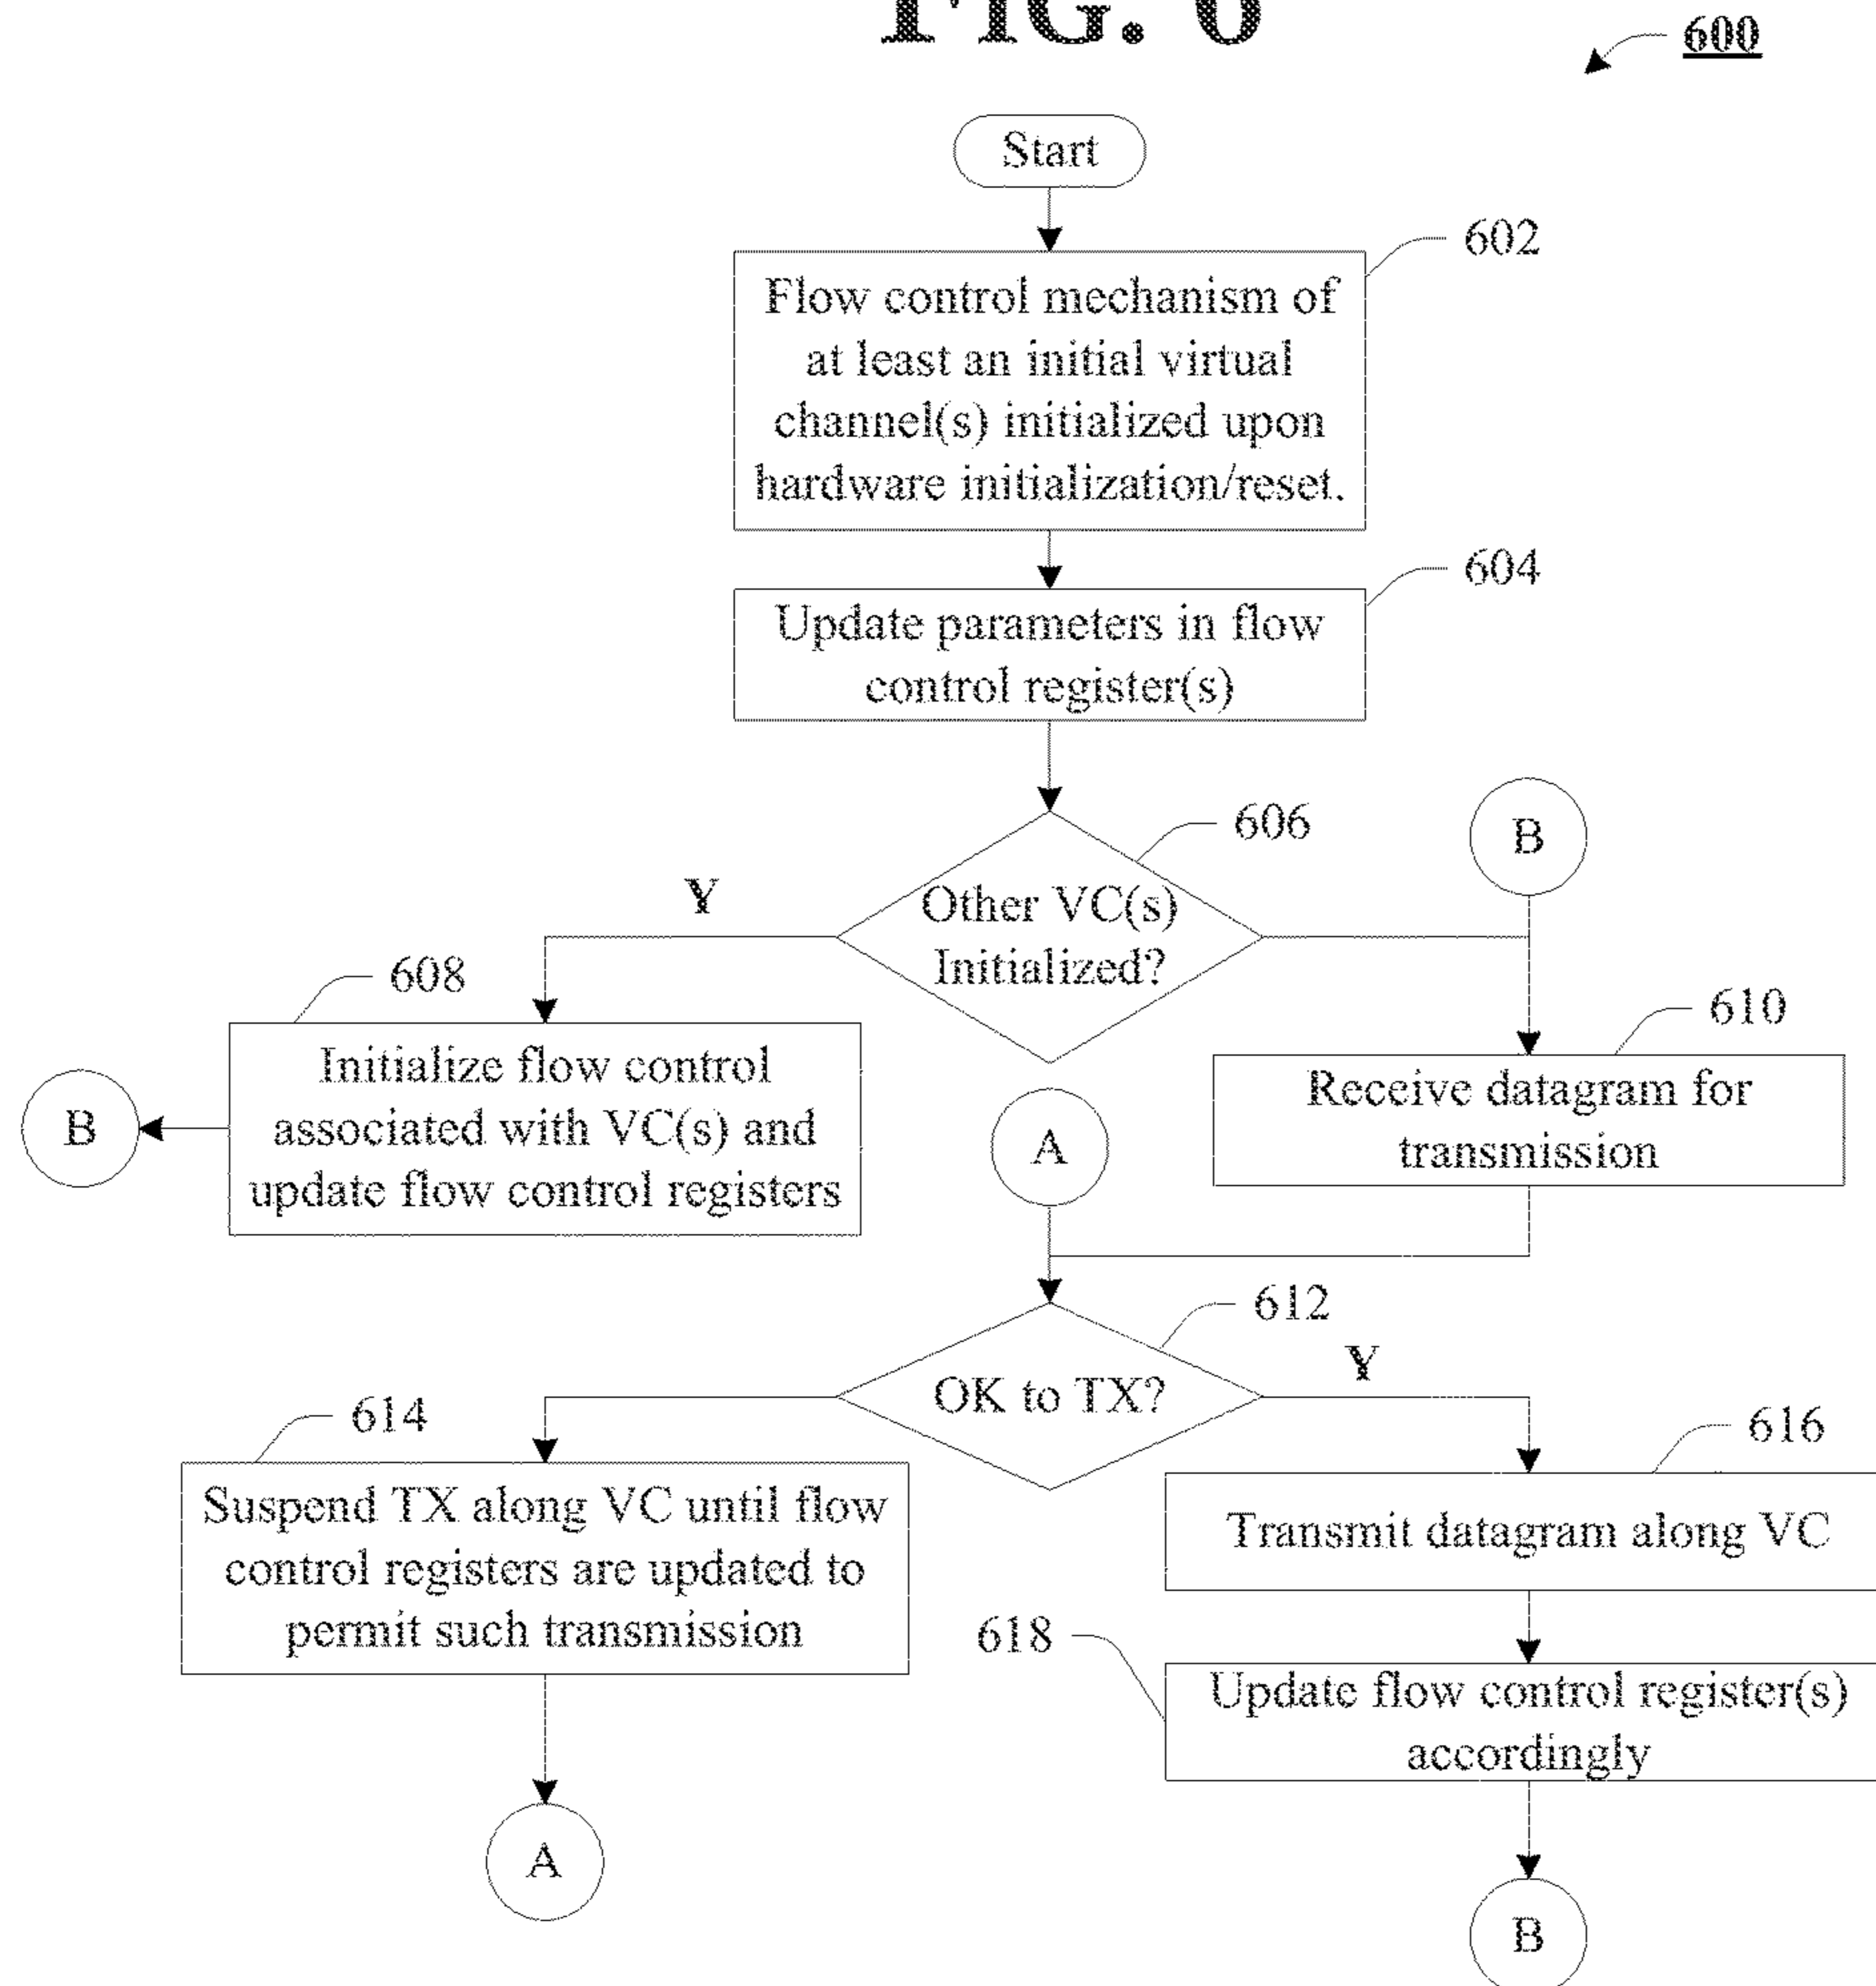 FIG. 6
600
Start
602
Flow control mechanism of
at least an initial virtual
channel(s) initialized upon
hardware initialization/reset.
604
Update parameters in flow
control register(s)
606
B
Y
Other VC(s)
Initialized?
608
610
Initialize flow control
associated with VC(s) and
update flow control registers
B
A
Receive datagram for
transmission
612
Y
OK to TX?
614
616
Suspend TX along VC until flow
control registers are updated to
permit such transmission
Transmit datagram along VC
618
Update flow control register(s)
accordingly
A
B